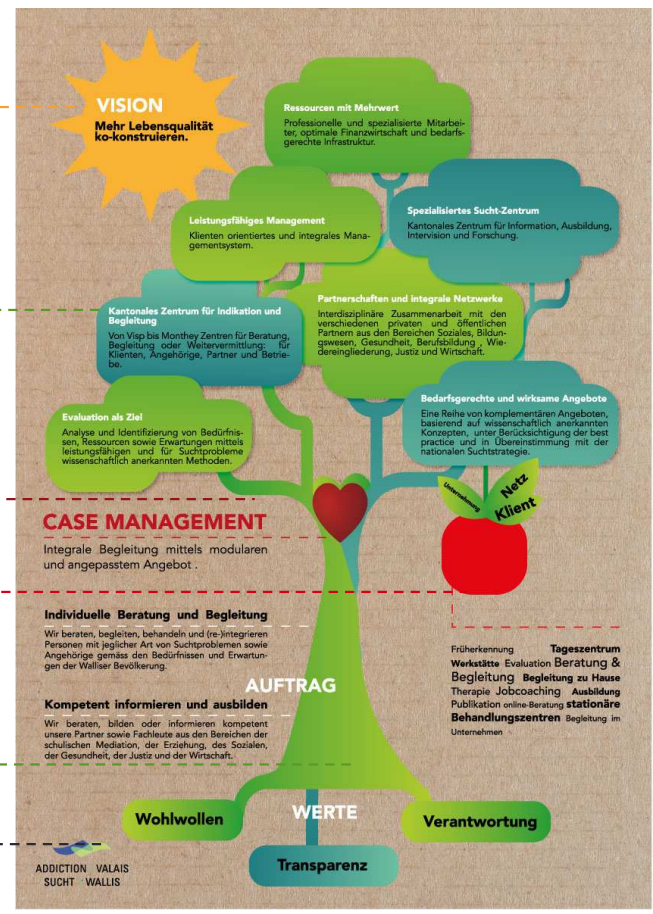 VISION
Mehr Lebensqualität
ko-konstruieren.
Ressourcen mit Mehrwert
Professionelle und spezialisierte Mitarbei-
ter, optimale Finanzwirtschaft und bedarfs-
gerechte Infrastruktur.
Leistungsfähiges Management
Klienten orientiertes und integrales Mana-
gementsystem.
Spezialisiertes Sucht-Zentrum
Kantonales Zentrum für Information, Ausbildung,
Intervision und Forschung.
Kantonales Zentrum für Indikation und
Begleitung
Von Visp bis Monthey Zentren für Beratung,
Begleitung oder Weitervermittlung: für
Klienten, Angehörige, Partner und Betrie-
be.
Partnerschaften und integrale Netzwerke
Interdisziplinäre Zusammenarbeit mit den
verschiedenen privaten und öffentlichen
Partnern aus den Bereichen Soziales, Bildun-
gswesen, Gesundheit, Berufsbildung , Wie-
dereingliederung, Justiz und Wirtschaft.
Evaluation als Ziel
Analyse und Identifizierung von Bedürfnis-
sen, Ressourcen sowie Erwartungen mittels
leistungsfähigen und für Suchtprobleme
wissenschaftlich anerkannten Methoden.
Bedarfsgerechte und wirksame Angebote
Eine Reihe von komplementären Angeboten,
basierend auf wissenschaftlich anerkannten
Konzepten, unter Berücksichtigung der best
practice und in Übereinstimmung mit der
nationalen Suchtstrategie.
Unternehmung
Netz
Klient
CASE MANAGEMENT
Integrale Begleitung mittels modularen
und angepasstem Angebot .
Individuelle Beratung und Begleitung
Wir beraten, begleiten, behandeln und (re-)integrieren
Personen mit jeglicher Art von Suchtproblemen sowie
Angehörige gemäss den Bedürfnissen und Erwartun-
gen der Walliser Bevölkerung.
AUFTRAG
Kompetent informieren und ausbilden
Wir beraten, bilden oder informieren kompetent
unsere Partner sowie Fachleute aus den Bereichen der
schulischen Mediation, der Erziehung, des Sozialen,
der Gesundheit, der Justiz und der Wirtschaft.
Früherkennung Tageszentrum
Werkstätte Evaluation Beratung &
Begleitung Begleitung zu Hause
Therapie Jobcoaching Ausbildung
Publikation online-Beratung stationäre
Behandlungszentren Begleitung im
Unternehmen
Wohlwollen
WERTE
Verantwortung
Transparenz
ADDICTION VALAIS
SUCHT WALLIS